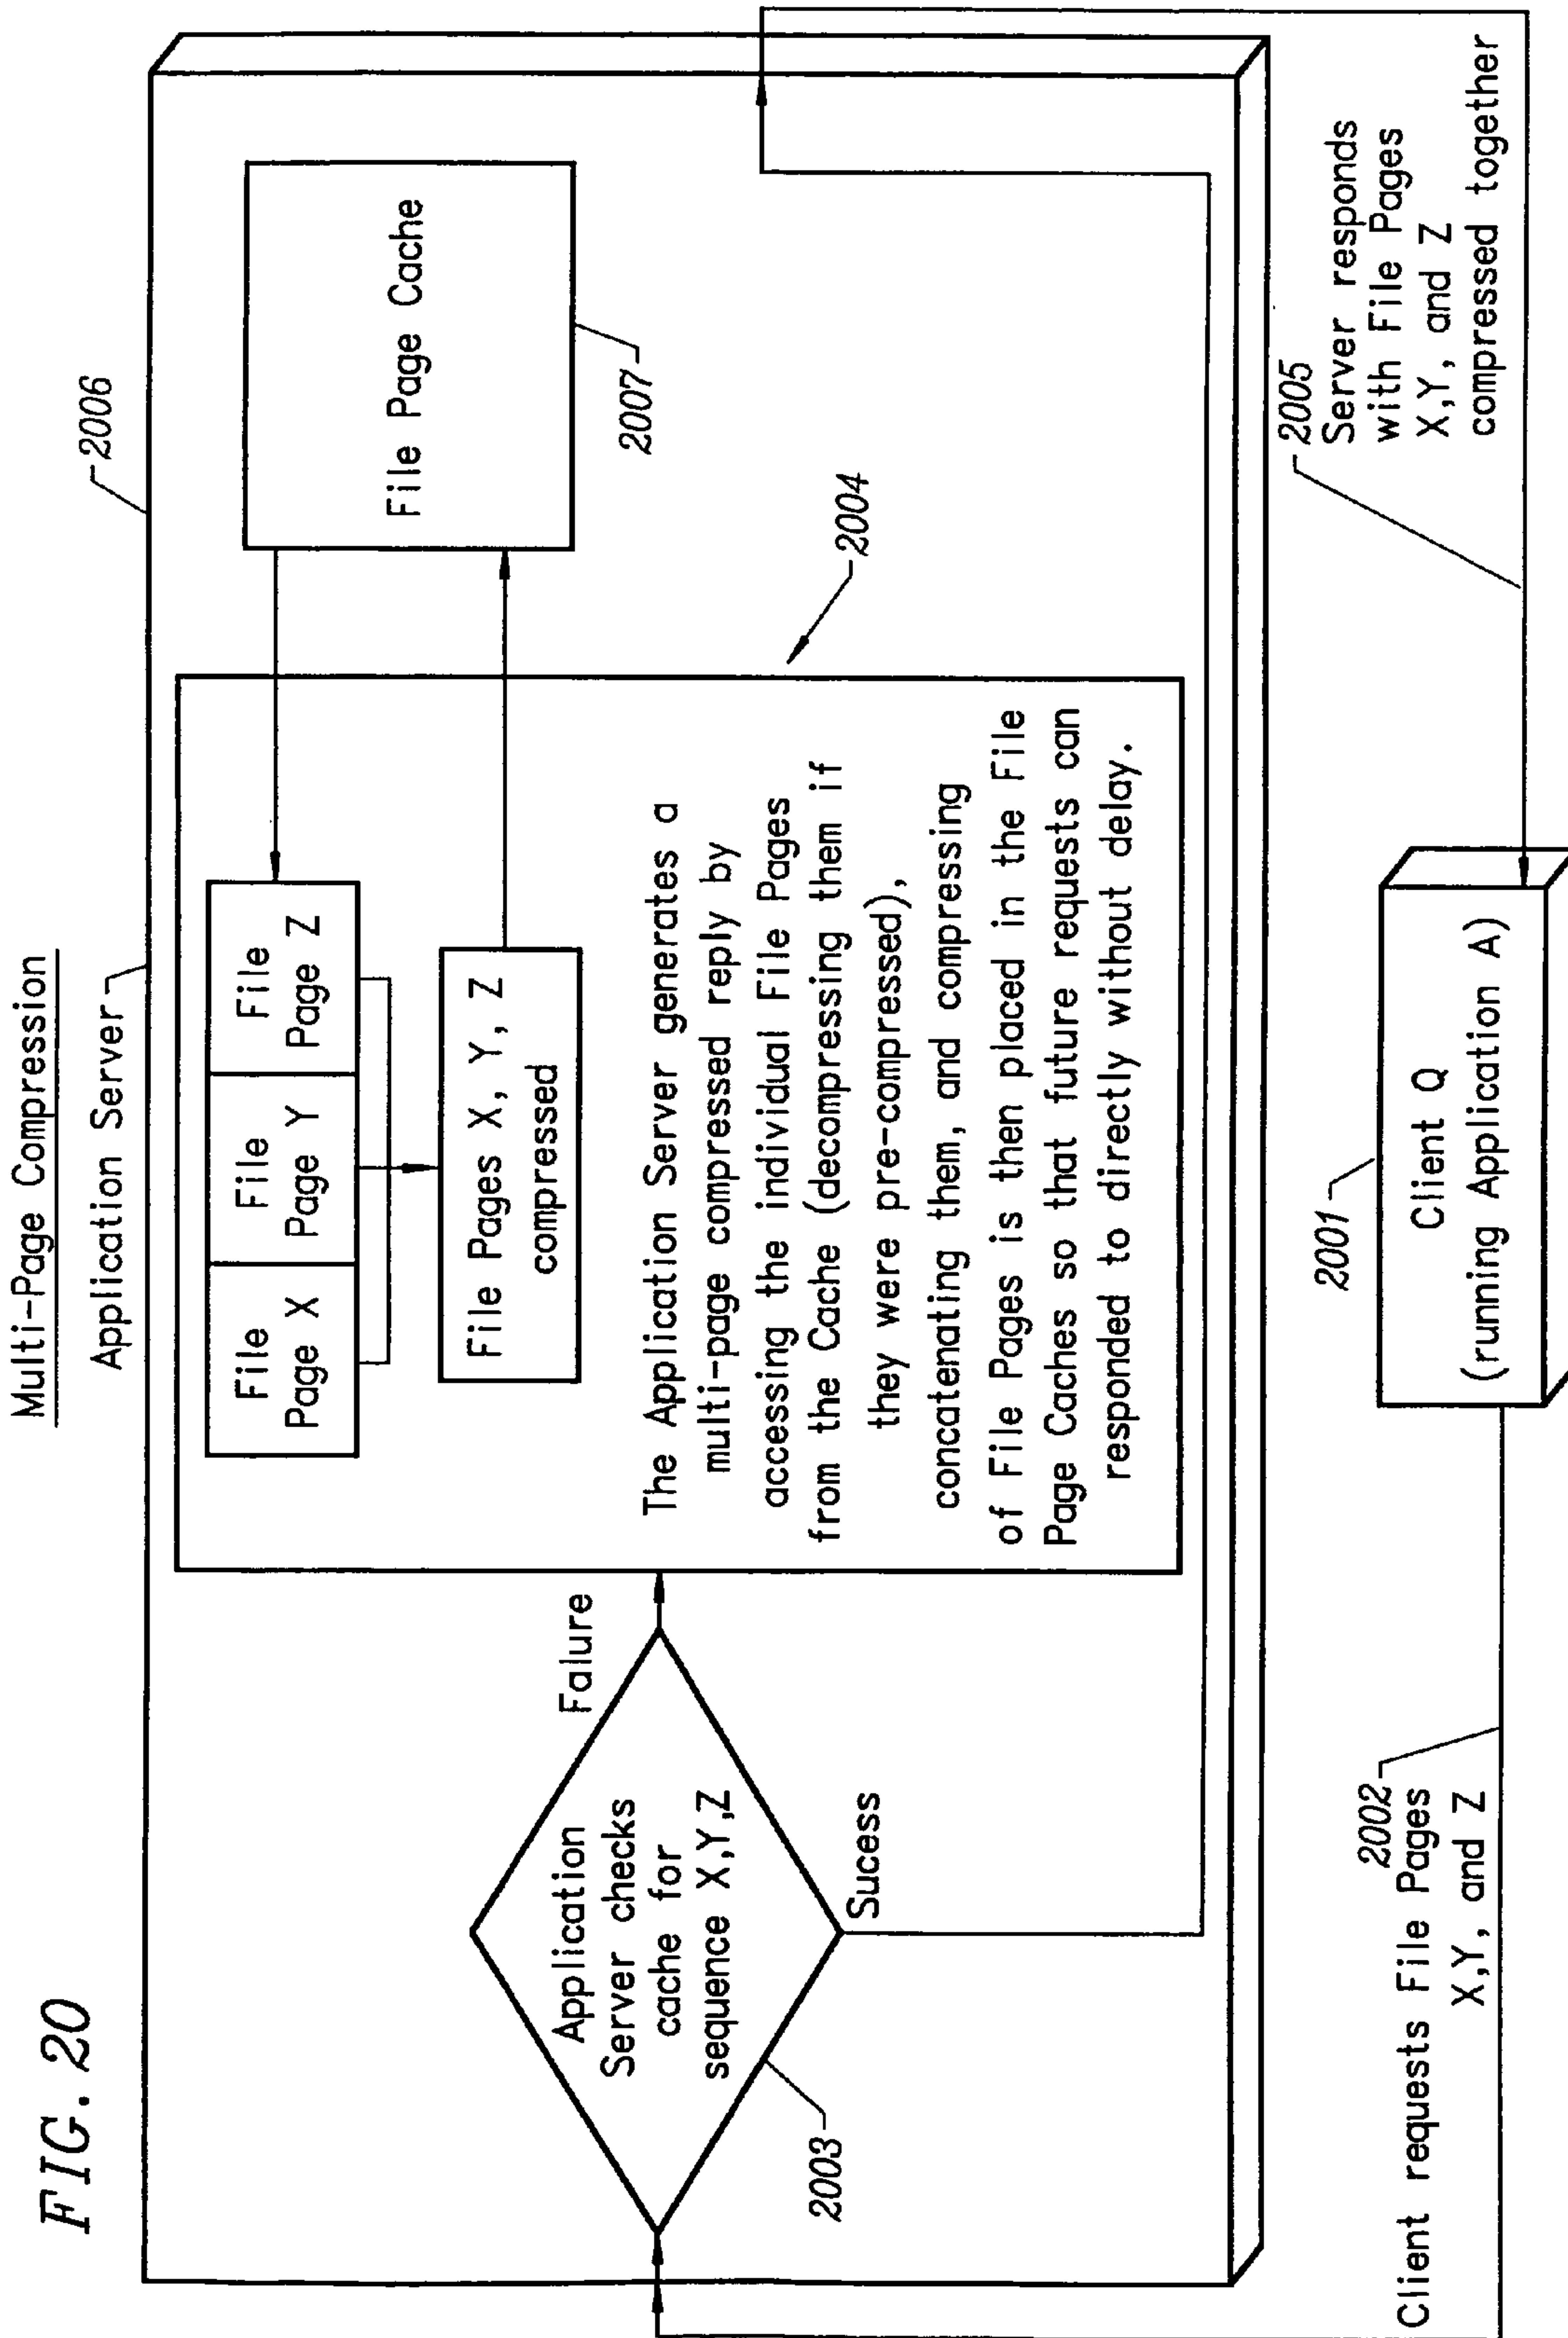 FIG. 20
Multi-Page Compression
Application Server
2006
File
Page X
File
Page Y
File
Page Z
File Pages X, Y, Z
compressed
File Page Cache
2007
Application
Server checks
cache for
sequence X,Y,Z
2003
Falure
Sucess
The Application Server generates a
multi-page compressed reply by
accessing the individual File Pages
from the Cache (decompressing them if
they were pre-compressed),
concatenating them, and compressing
of File Pages is then placed in the File
Page Caches so that future requests can
responded to directly without delay.
2004
2002
Client requests File Pages
X,Y, and Z
2001
Client Q
(running Application A)
2005
Server responds
with File Pages
X,Y, and Z
compressed together